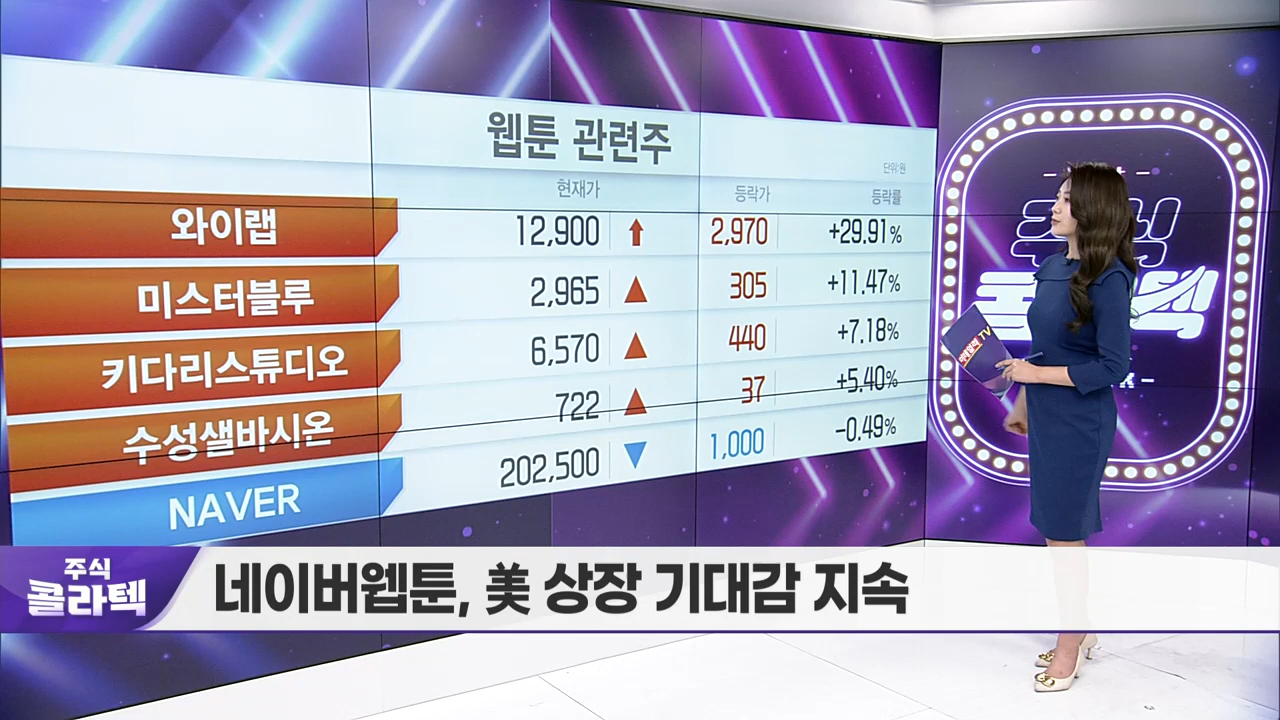 웹툰 관련주
단위:원
현재가 등락가 등락률
와이랩 12,900 2,970 +29.91%
미스터블루 2,965 305 +11.47%
키다리스튜디오 6,570 440 +7.18%
수성샐바시온 722 37 +5.40%
NAVER 202,500 1,000 -0.49%
주식
콜라텍
TV
주식
콜라텍
네이버웹툰, 美 상장 기대감 지속